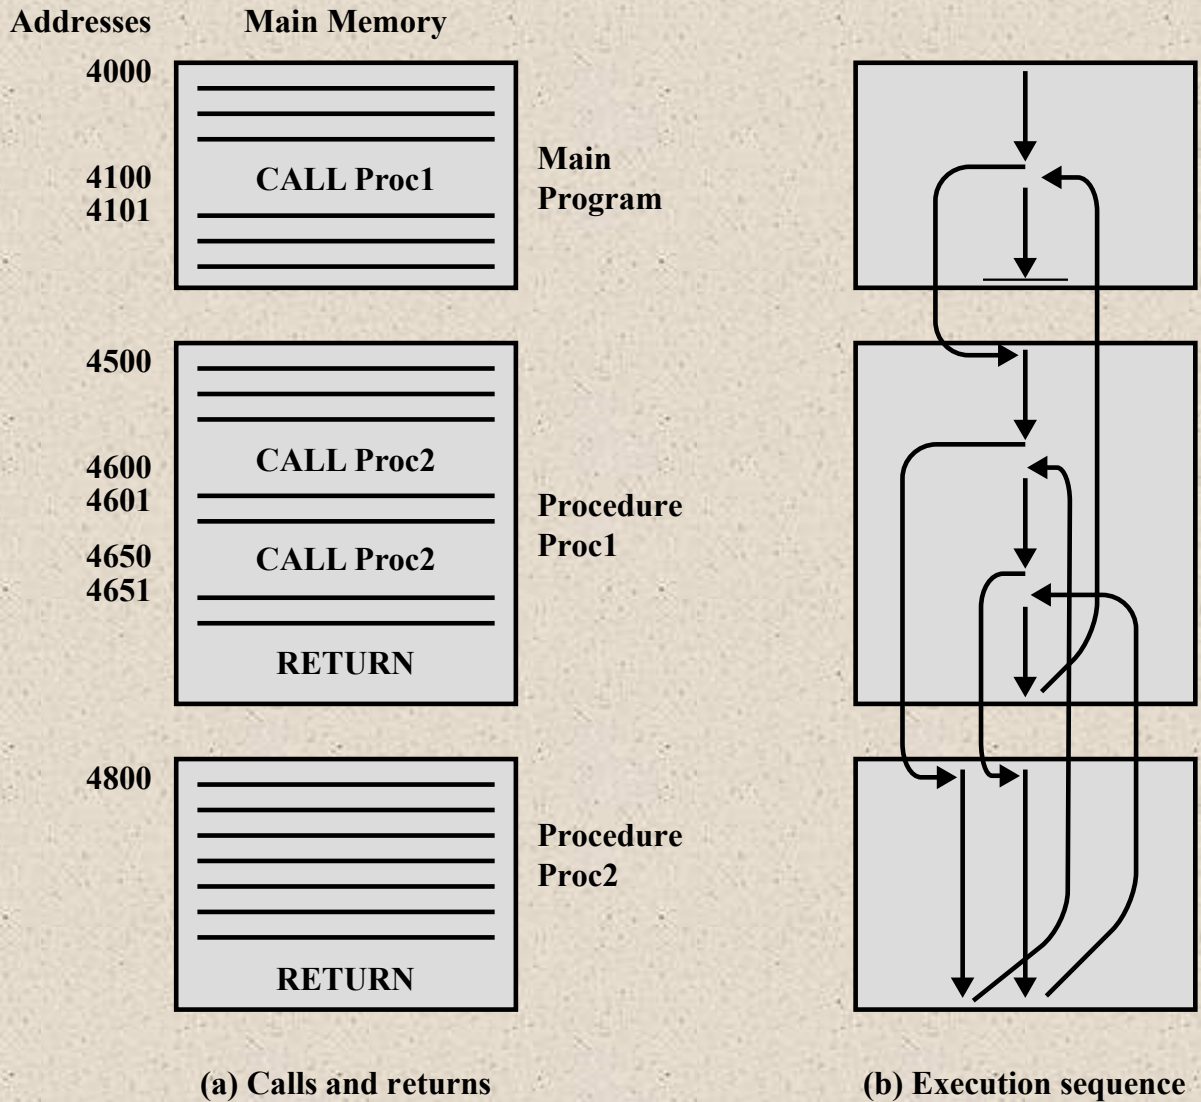 Addresses Main Memory
4000
4100 CALL Proc1
4101
Main
Program
4500
4600 CALL Proc2
4601
4650 CALL Proc2
4651
RETURN
Procedure
Proc1
4800
RETURN
Procedure
Proc2
(a) Calls and returns
(b) Execution sequence